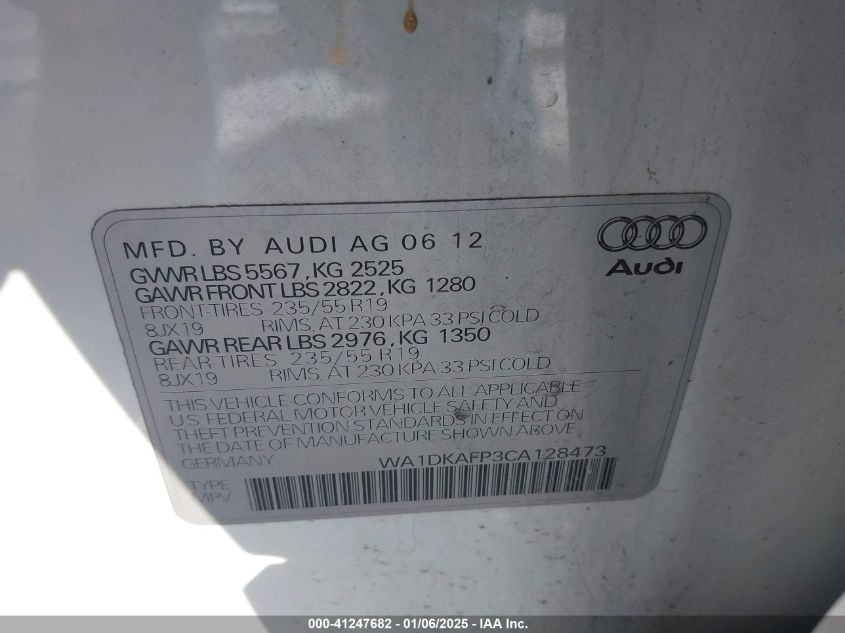 MFD. BY AUDI AG 06 12
GVWR LBS 5567, KG 2525
GAWR FRONT LBS 2822, KG 1280
FRONT-TIRES 235/55 R19
8JX19 RIMS, AT 230 KPA 33 PSI COLD
GAWR REAR LBS 2976, KG 1350
REAR TIRES 235/55 R19
8JX19 RIMS, AT 230 KPA 33 PSI COLD
THIS VEHICLE CONFORMS TO ALL APPLICABLE
U.S. FEDERAL MOTOR VEHICLE SAFETY AND
THEFT PREVENTION STANDARDS IN EFFECT ON
THE DATE OF MANUFACTURE SHOWN ABOVE.
GERMANY WA1DKAFP3CA128473
TYPE
MPV
Audi
000-41247682 - 01/06/2025 - IAA, Inc.